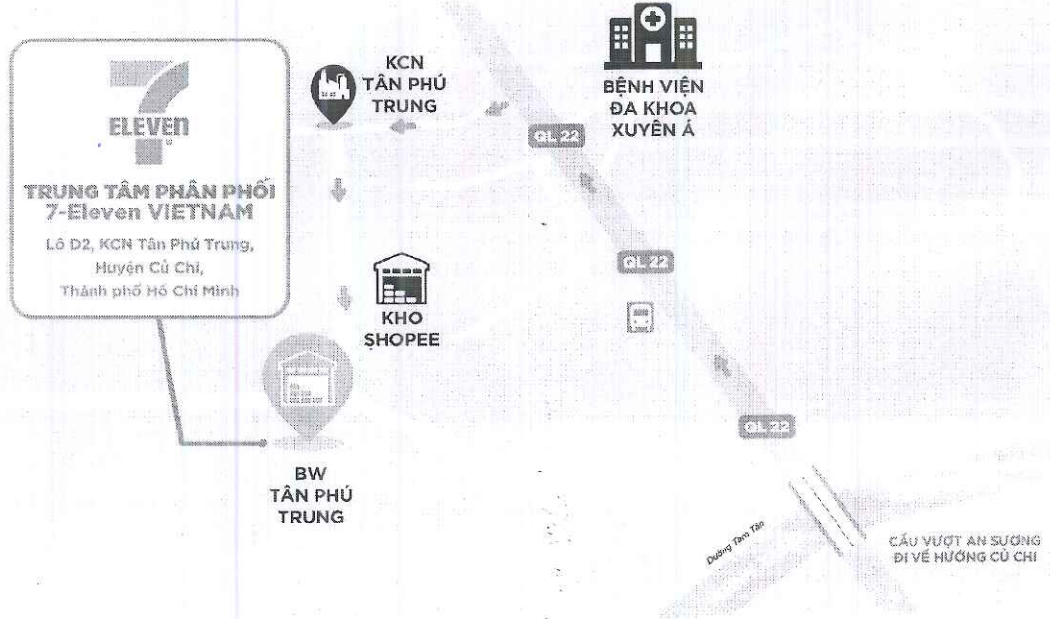 7
ELEVEn
TRUNG TÂM PHÂN PHỐI
7-Eleven VIETNAM
Lô D2, KCN Tân Phú Trung,
Huyện Củ Chi,
Thành phố Hồ Chí Minh
KCN
TÂN PHÚ
TRUNG
BỆNH VIỆN
ĐA KHOA
XUYÊN Á
QL 22
QL 22
KHO
SHOPEE
QL 22
BW
TÂN PHÚ
TRUNG
Đường Tam Tân
CẦU VƯỢT AN SƯƠNG
ĐI VỀ HƯỚNG CỦ CHI